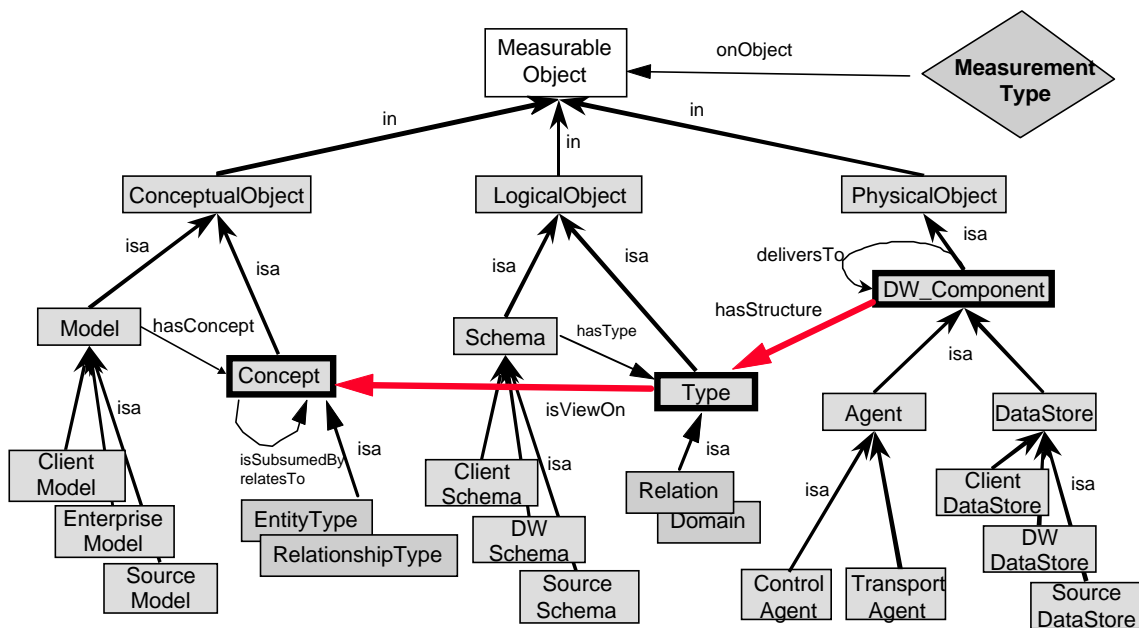 Measurable
Object
onObject
Measurement
Type
in
in
in
ConceptualObject
LogicalObject
PhysicalObject
isa
isa
isa
isa
isa
deliversTo
DW_Component
hasStructure
Model
hasConcept
Schema
hasType
Concept
Type
isViewOn
isa
isa
isa
isa
isa
Agent
DataStore
isSubsumedBy
relatesTo
Client
Model
Enterprise
Model
Source
Model
EntityType
RelationshipType
Client
Schema
DW
Schema
Source
Schema
Relation
Domain
isa
isa
Client
DataStore
DW
DataStore
Source
DataStore
Control
Agent
Transport
Agent